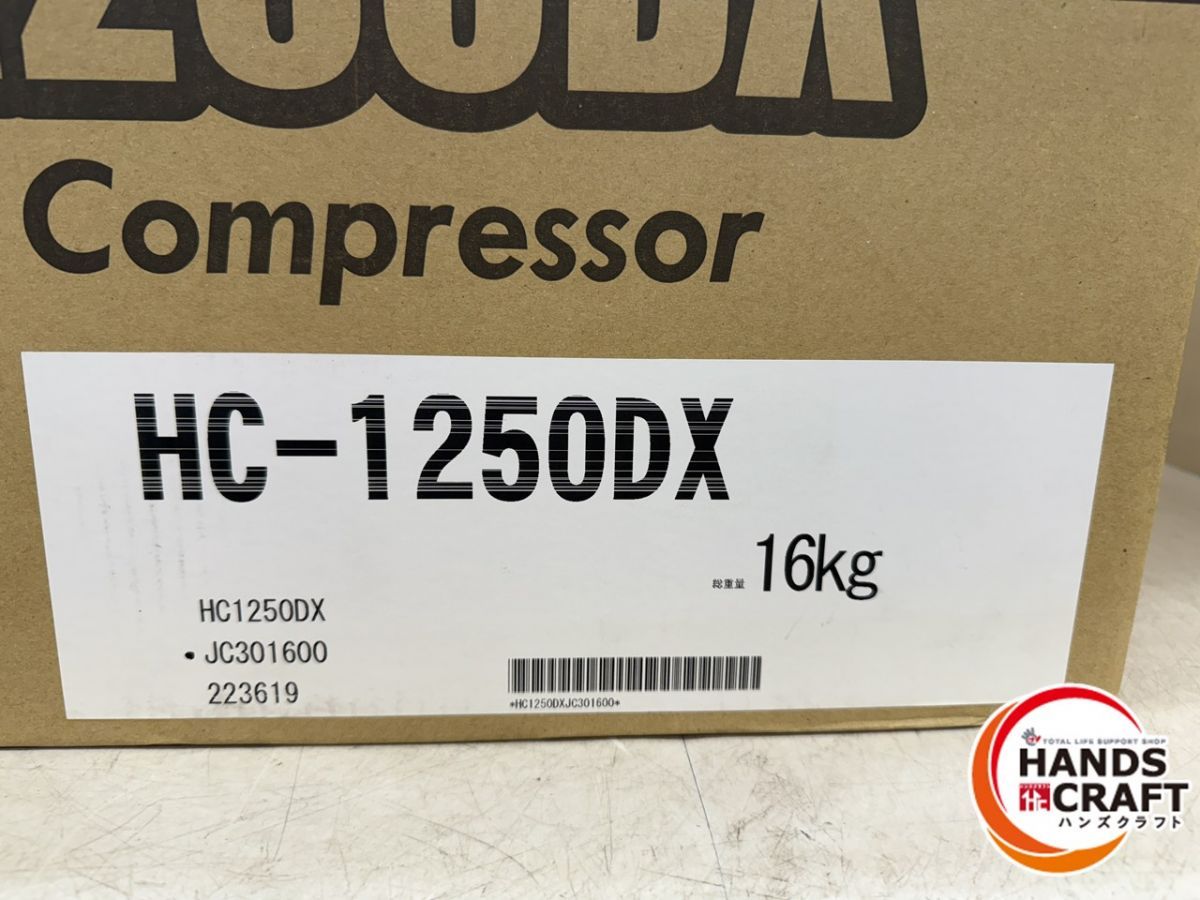 1250DX
Compressor
HC-1250DX
総重量 16kg
HC1250DX
・JC301600
223619
*HC1250DXJC301600*
TOTAL LIFE SUPPORT SHOP
HANDS
CRAFT
ハンズクラフト